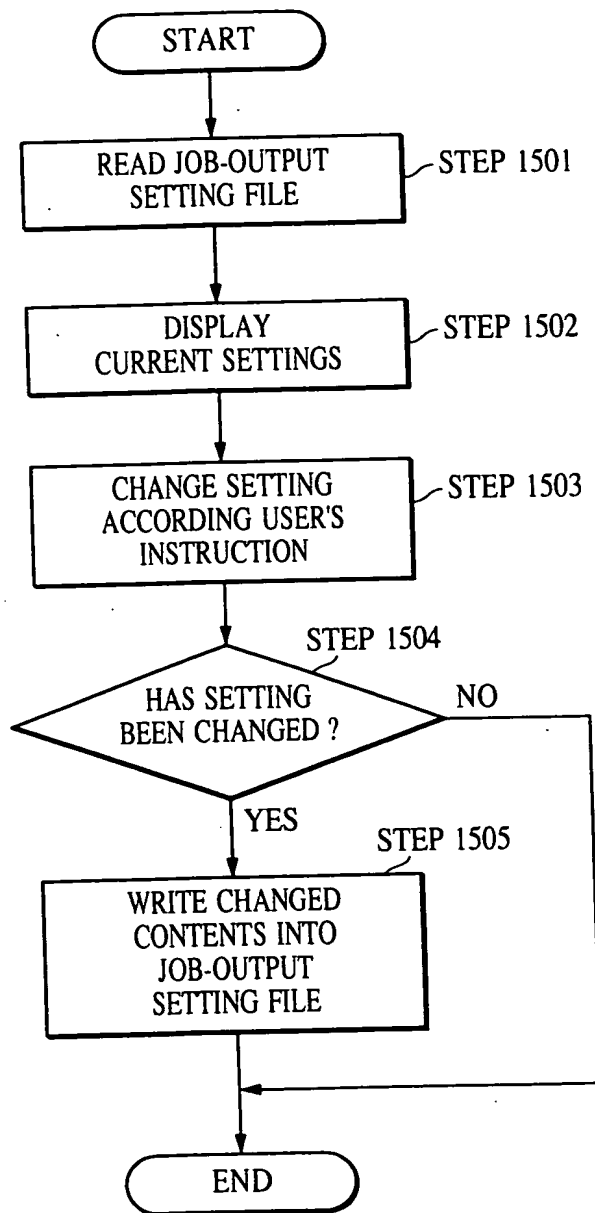 START
READ JOB-OUTPUT
SETTING FILE
STEP 1501
DISPLAY
CURRENT SETTINGS
STEP 1502
CHANGE SETTING
ACCORDING USER'S
INSTRUCTION
STEP 1503
STEP 1504
HAS SETTING
BEEN CHANGED ?
NO
YES
STEP 1505
WRITE CHANGED
CONTENTS INTO
JOB-OUTPUT
SETTING FILE
END